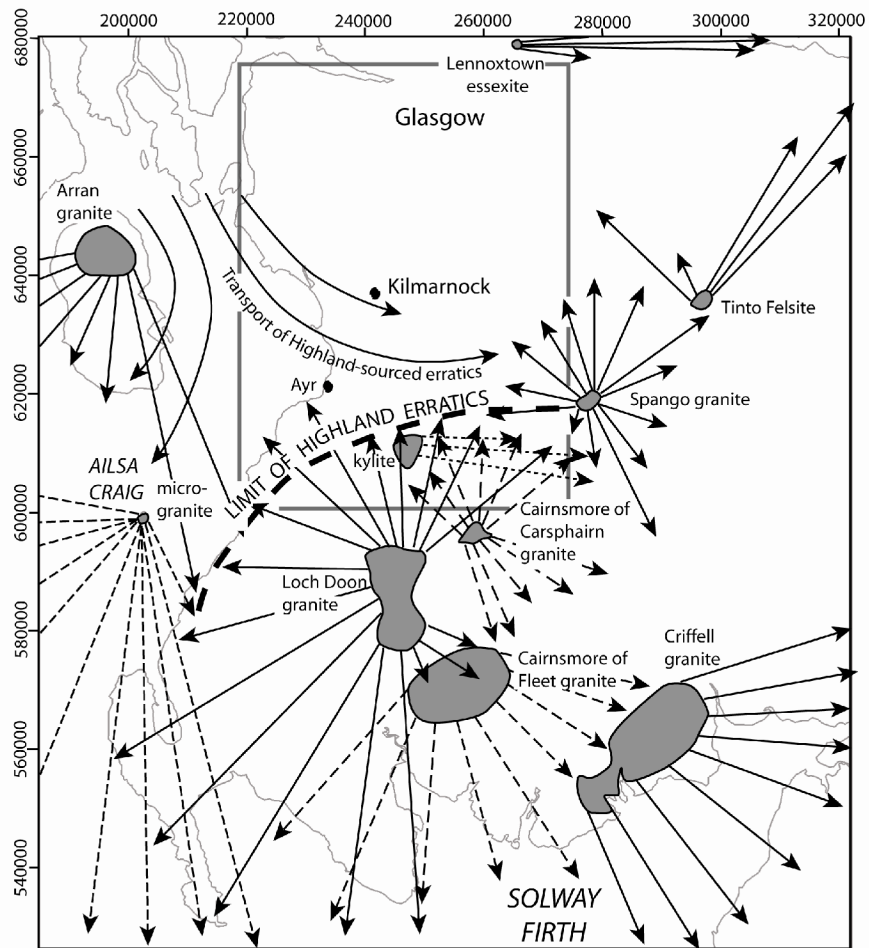 200000 220000 240000 260000 280000 300000 320000
680000
660000
640000
620000
600000
580000
560000
540000
Lennoxtown
essexite
Glasgow
Arran
granite
Kilmarnock
Tinto Felsite
Transport of Highland-sourced erratics
Ayr
Spango granite
LIMIT OF HIGHLAND ERRATICS
kylite
AILSA
CRAIG
micro-
granite
Cairnsmore of
Carsphairn
granite
Loch Doon
granite
Criffell
granite
Cairnsmore of
Fleet granite
SOLWAY
FIRTH